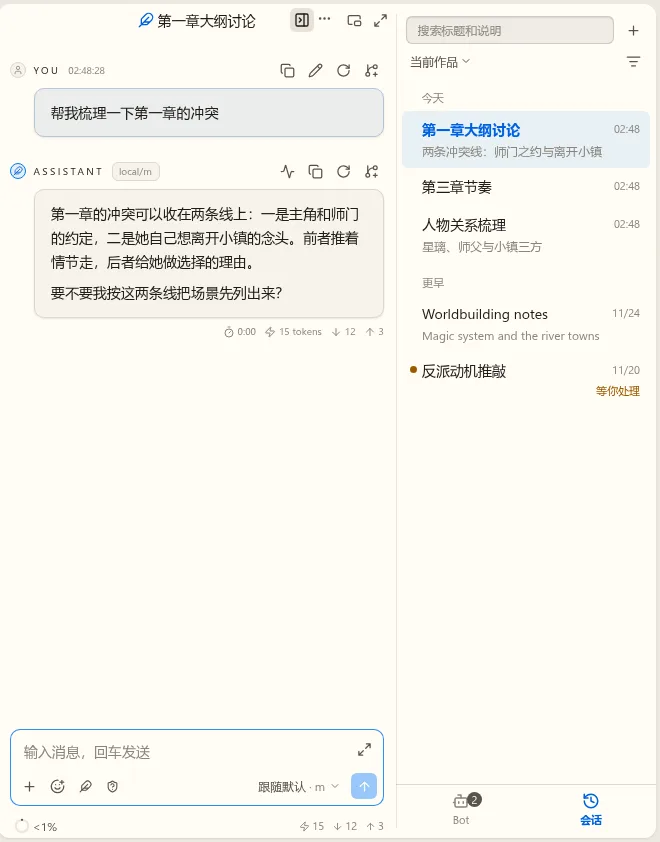 第一章大纲讨论
YOU 02:48:28
帮我梳理一下第一章的冲突
ASSISTANT local/m
第一章的冲突可以收在两条线上：一是主角和师门
的约定，二是她自己想离开小镇的念头。前者推着
情节走，后者给她做选择的理由。
要不要我按这两条线把场景先列出来？
0:00 15 tokens 12 3
输入消息，回车发送
跟随默认 · m
<1% 15 12 3
搜索标题和说明
当前作品
今天
第一章大纲讨论 02:48
两条冲突线：师门之约与离开小镇
第三章节奏 02:48
人物关系梳理 02:48
星璃、师父与小镇三方
更早
Worldbuilding notes 11/24
Magic system and the river towns
反派动机推敲 11/20
等你处理
2
Bot 会话